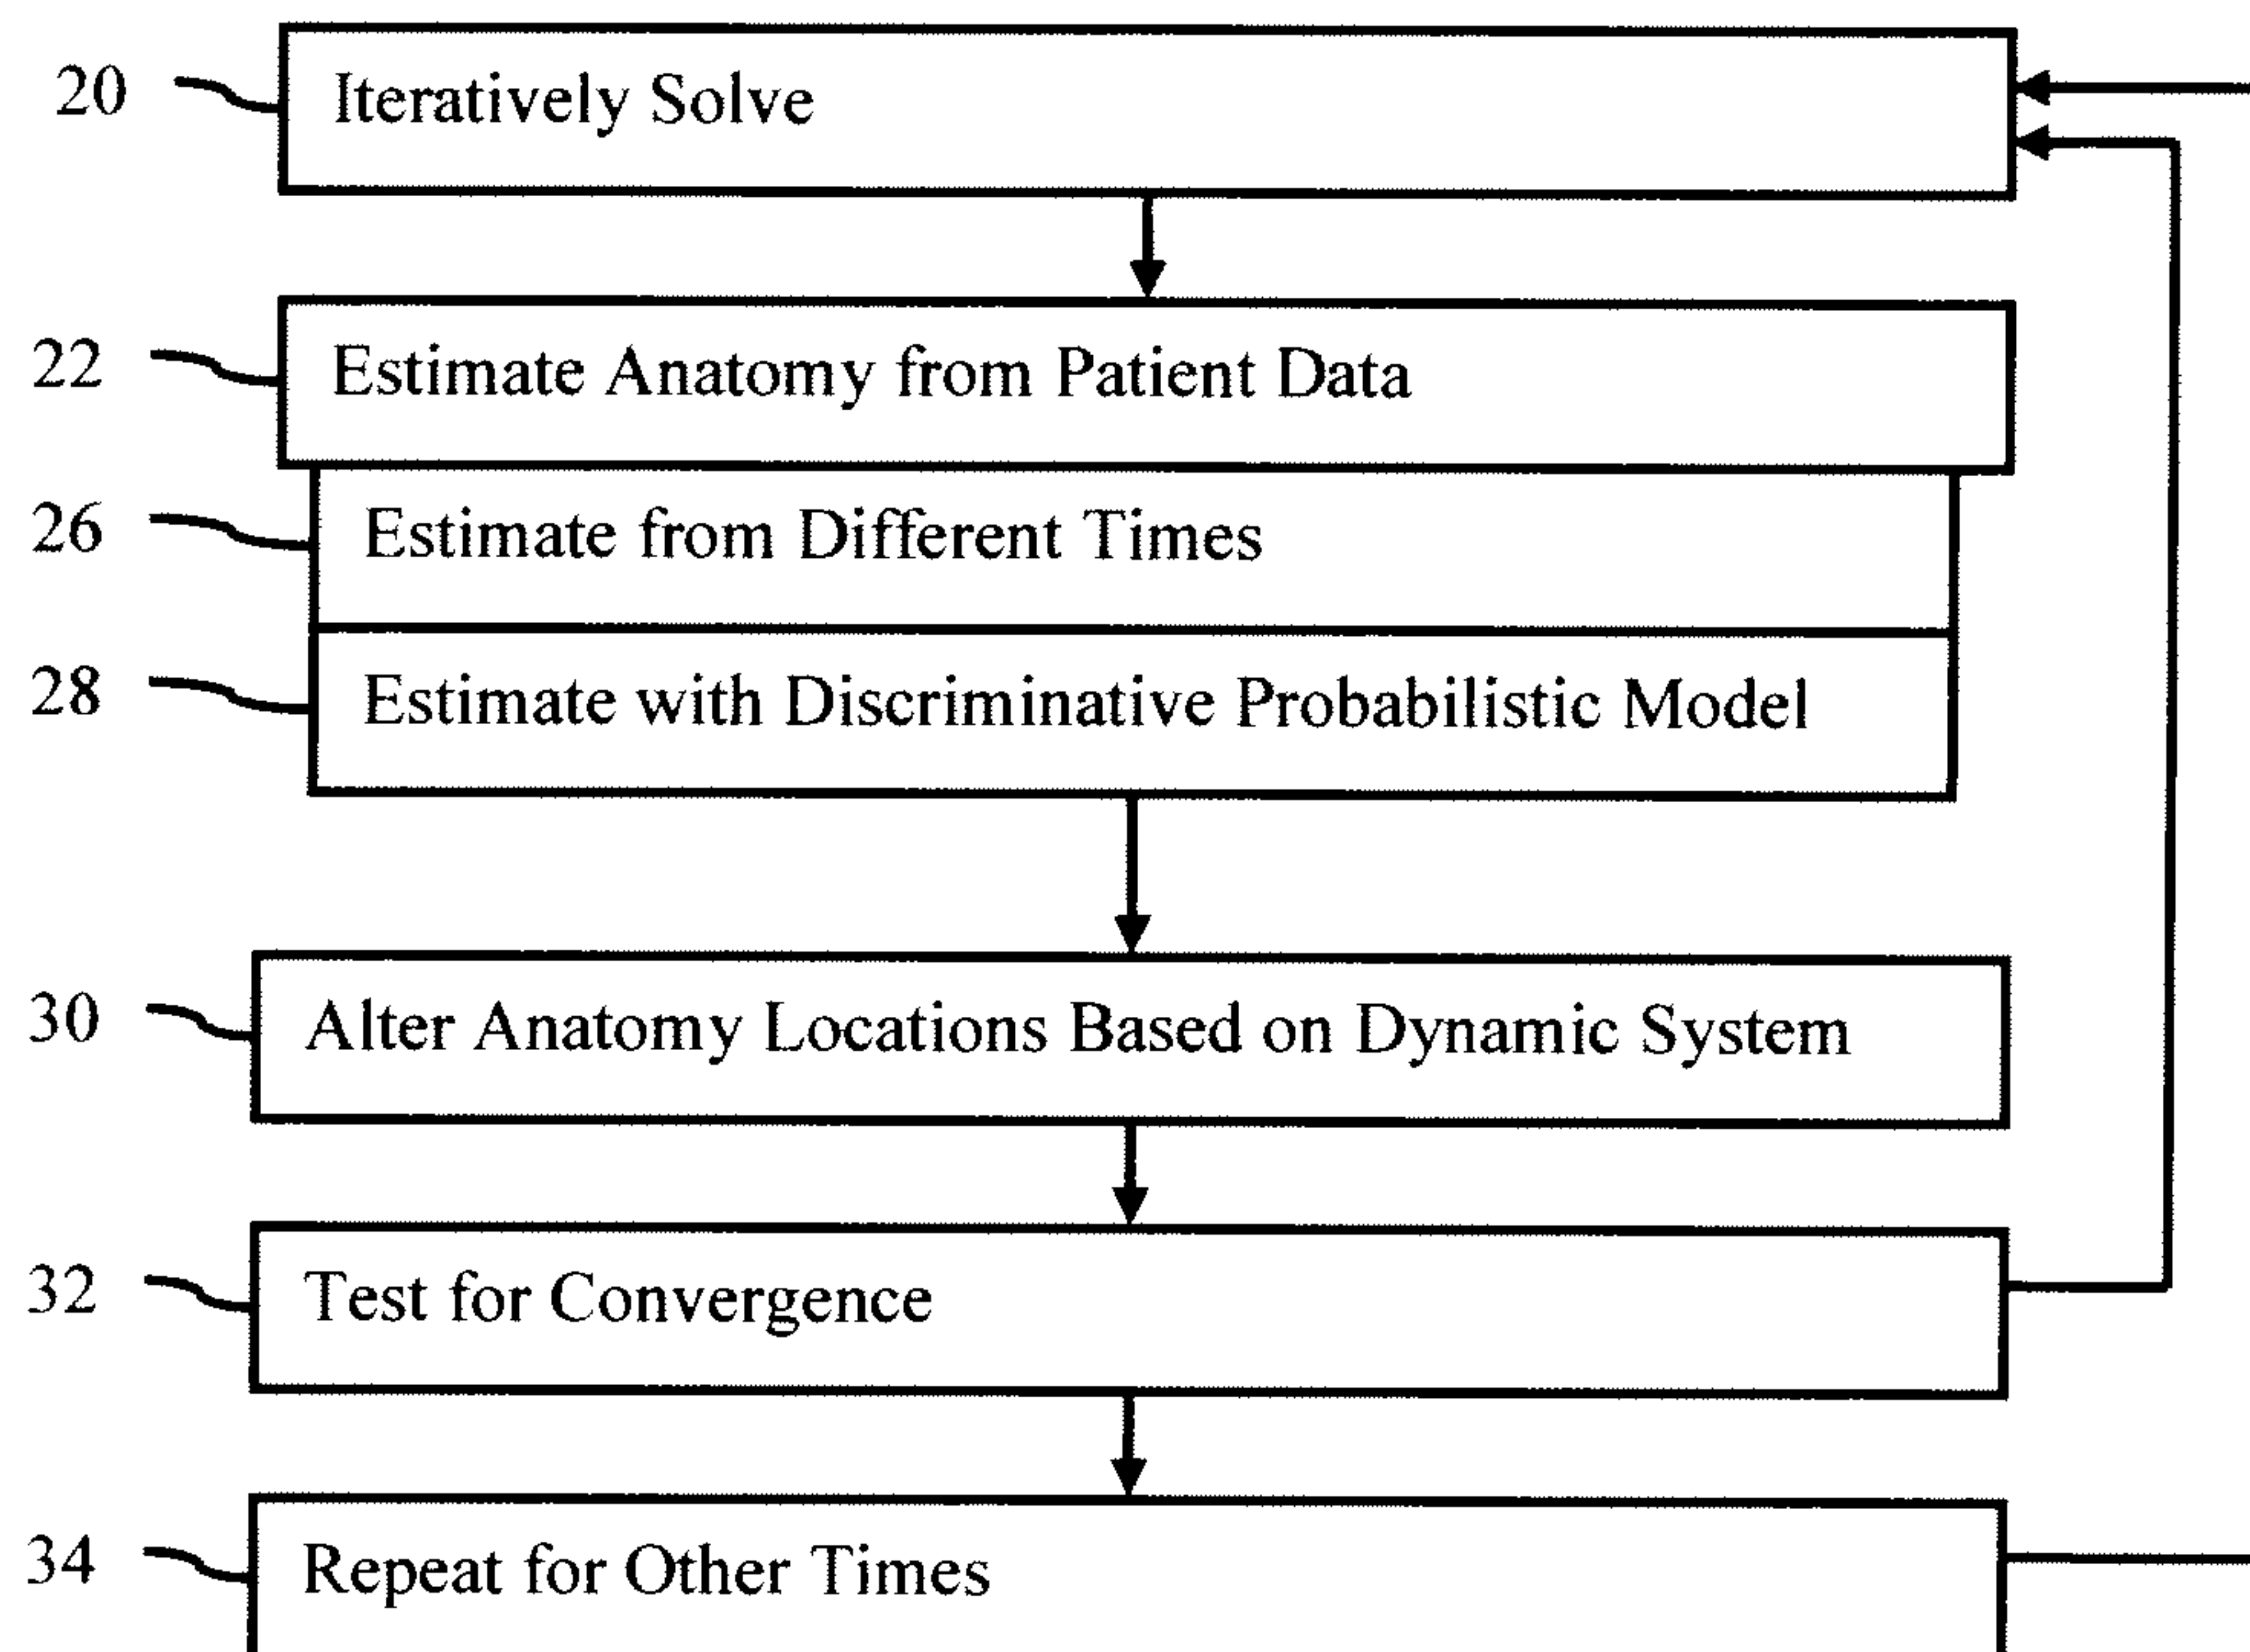 20 Iteratively Solve
22 Estimate Anatomy from Patient Data
26 Estimate from Different Times
28 Estimate with Discriminative Probabilistic Model
30 Alter Anatomy Locations Based on Dynamic System
32 Test for Convergence
34 Repeat for Other Times